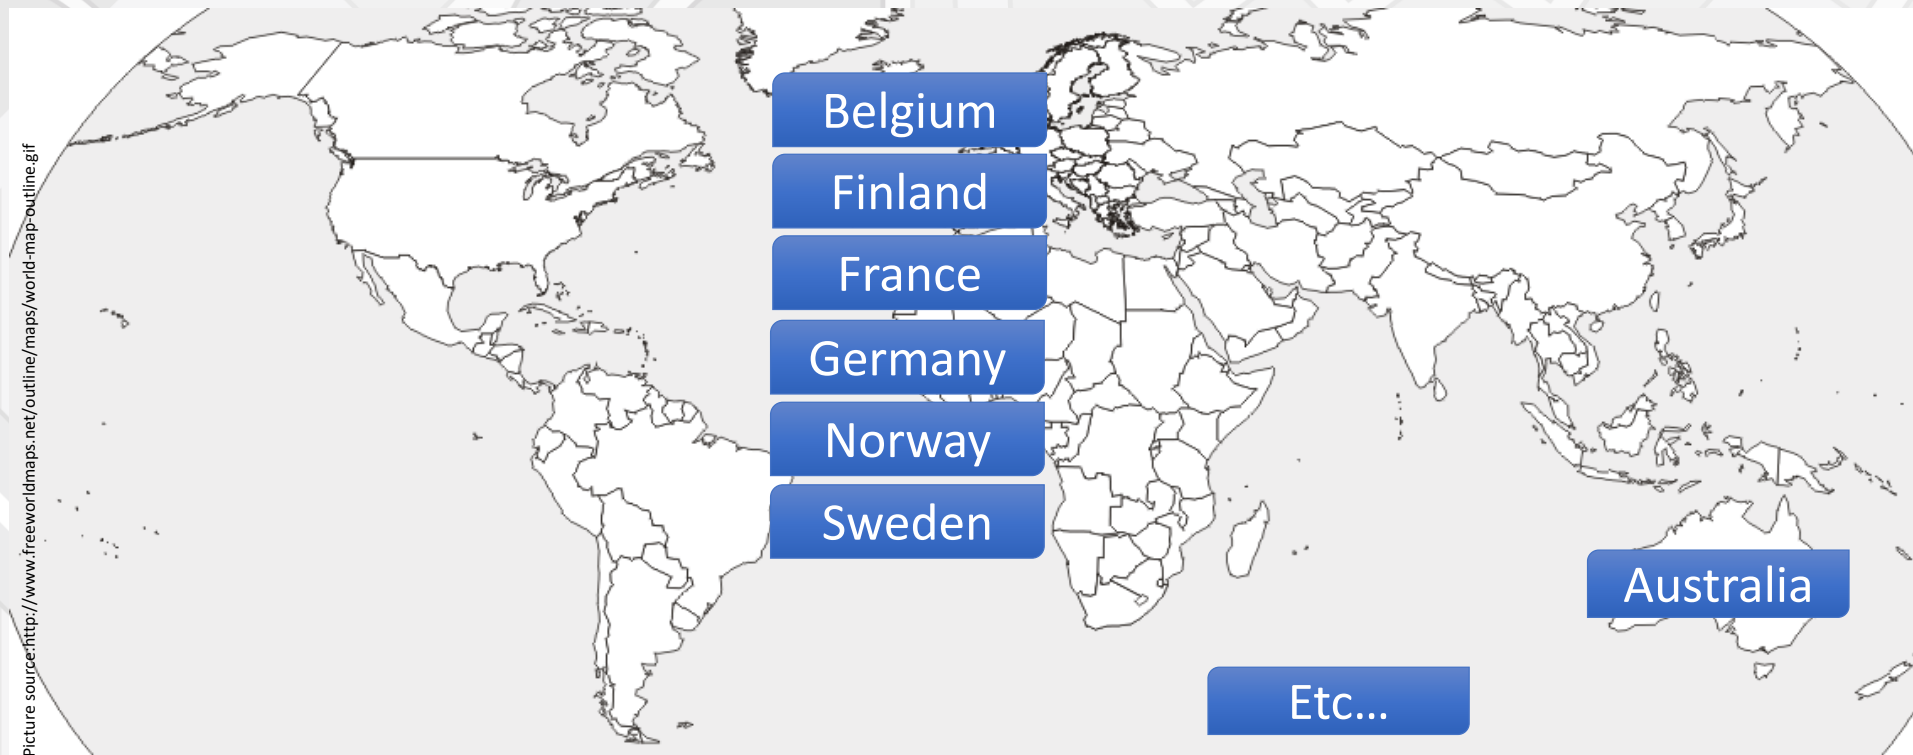 Belgium
Finland
France
Germany
Norway
Sweden
Australia
Etc...
Picture source:http://www.freeworldmaps.net/outline/maps/world-map-outline.gif